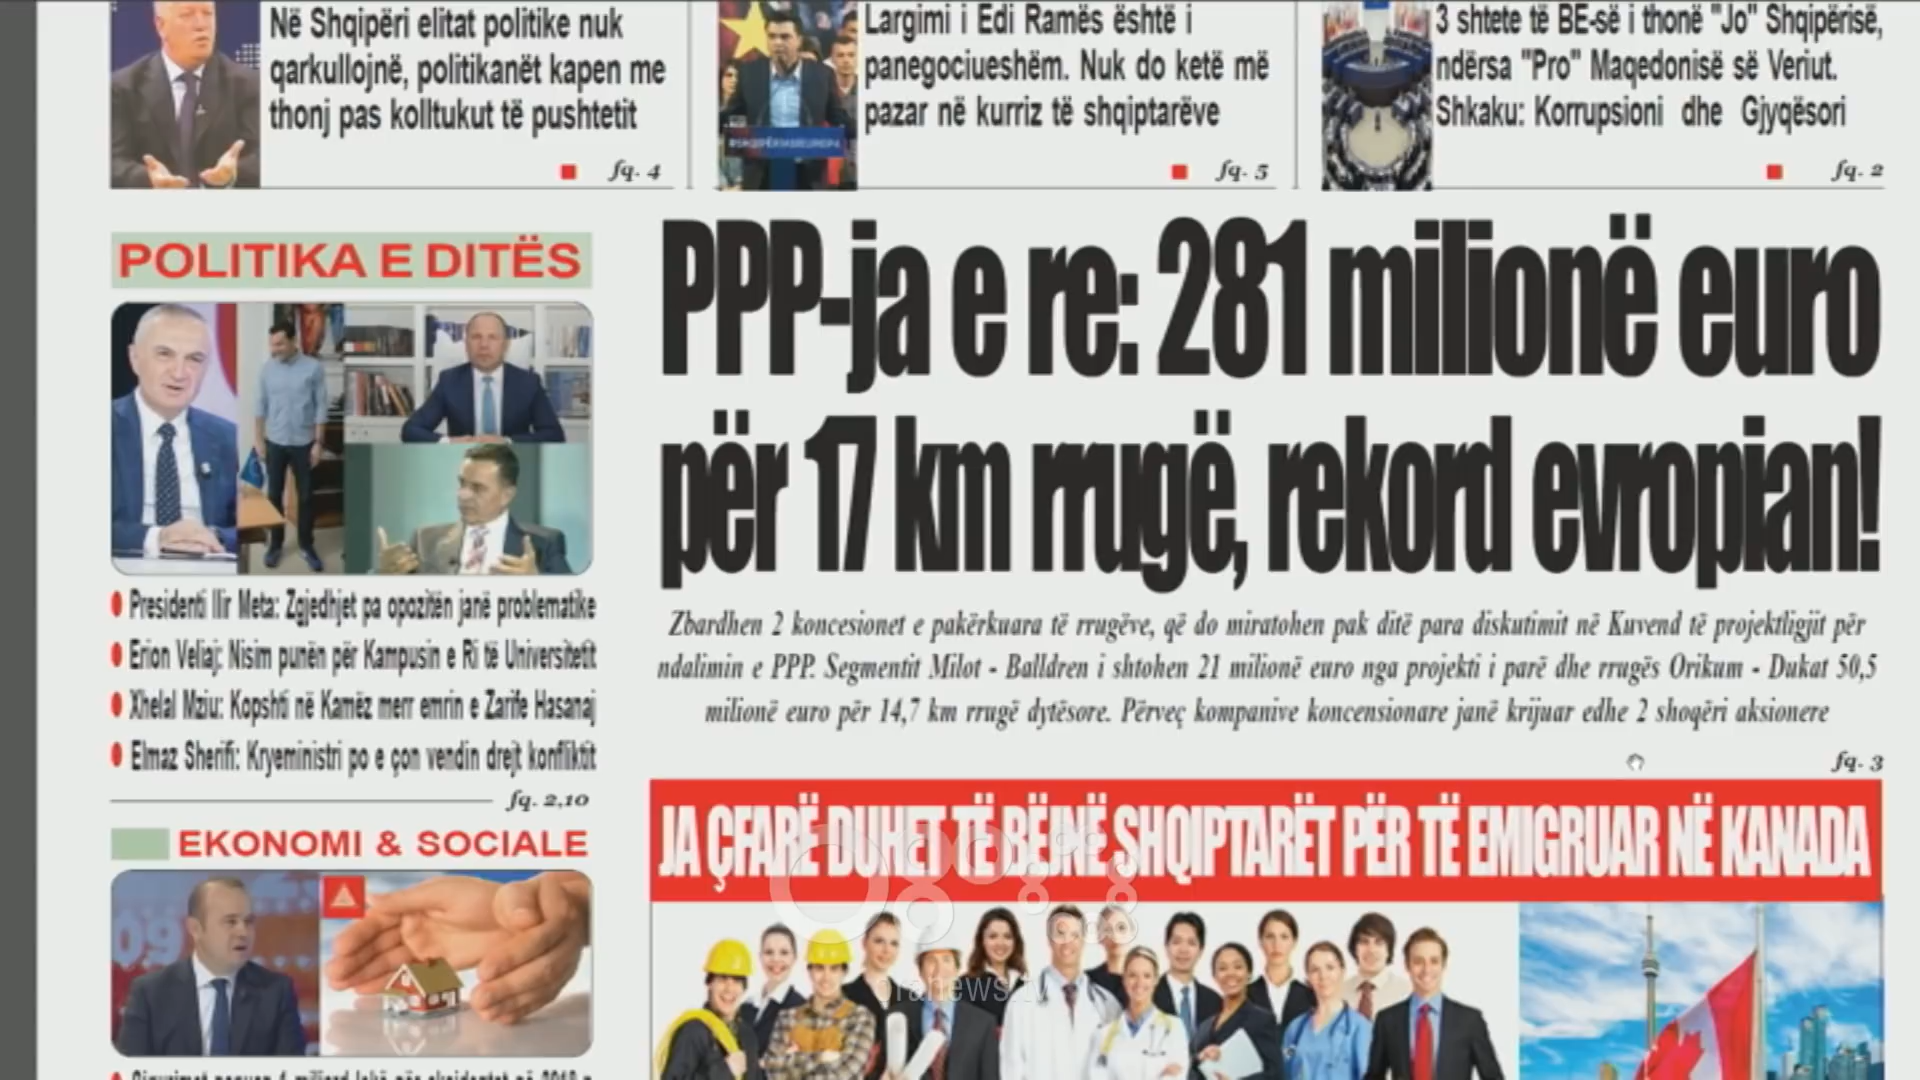 Në Shqipëri elitat politike nuk
qarkullojnë, politikanët kapen me
thonj pas kolltukut të pushtetit
fq. 4
Largimi i Edi Ramës është i
panegociueshëm. Nuk do ketë më
pazar në kurriz të shqiptarëve
fq. 5
3 shtete të BE-së i thonë "Jo" Shqipërisë,
ndërsa "Pro" Maqedonisë së Veriut.
Shkaku: Korrupsioni dhe Gjyqësori
fq. 2
POLITIKA E DITËS
Presidenti Ilir Meta: Zgjedhjet pa opozitën janë problematike
Erion Veliaj: Nisim punën për Kampusin e Ri të Universitetit
Xhelal Mziu: Kopshti në Kamëz merr emrin e Zarife Hasanaj
Elmaz Sherifi: Kryeministri po e çon vendin drejt konfliktit
fq. 2,10
EKONOMI & SOCIALE
PPP-ja e re: 281 milionë euro
për 17 km rrugë, rekord evropian!
Zbardhen 2 koncesionet e pakërkuara të rrugëve, që do miratohen pak ditë para diskutimit në Kuvend të projektligjit për
ndalimin e PPP. Segmentit Milot - Balldren i shtohen 21 milionë euro nga projekti i parë dhe rrugës Orikum - Dukat 50,5
milionë euro për 14,7 km rrugë dytësore. Përveç kompanive koncensionare janë krijuar edhe 2 shoqëri aksionere
fq. 3
JA ÇFARË DUHET TË BËJNË SHQIPTARËT PËR TË EMIGRUAR NË KANADA
oranews.tv